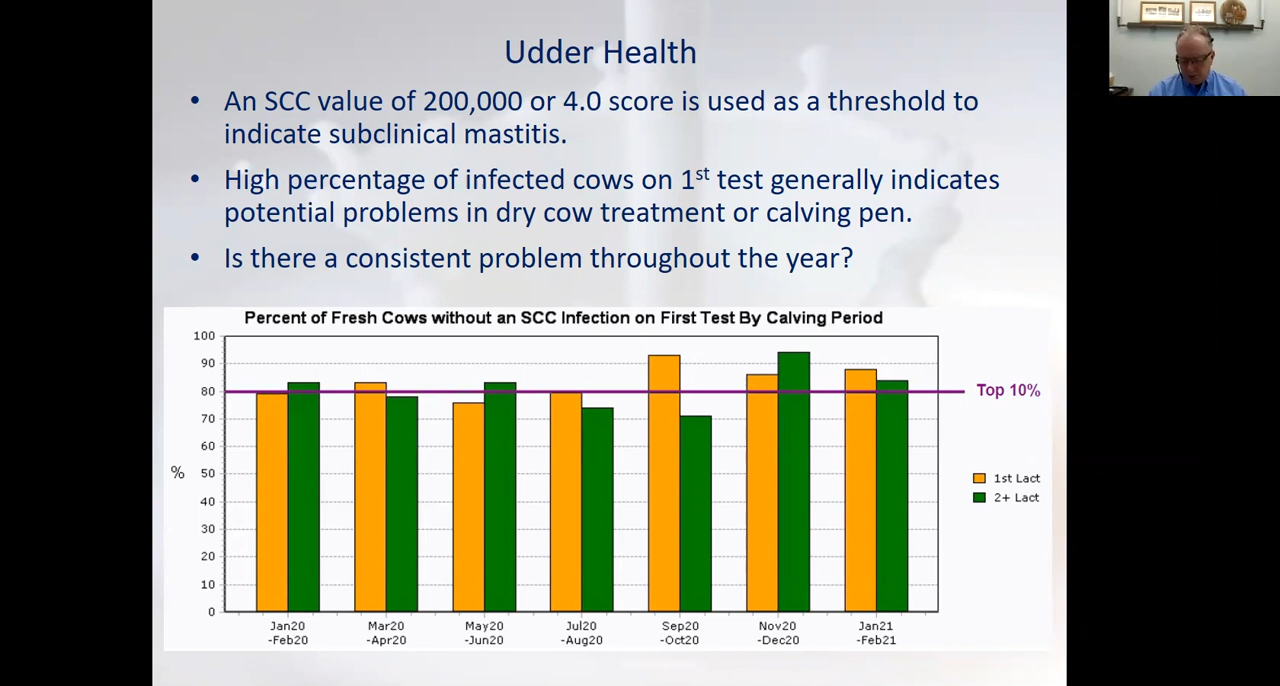 Udder Health
• An SCC value of 200,000 or 4.0 score is used as a threshold to
indicate subclinical mastitis.
• High percentage of infected cows on 1st test generally indicates
potential problems in dry cow treatment or calving pen.
• Is there a consistent problem throughout the year?
Percent of Fresh Cows without an SCC Infection on First Test By Calving Period
100
90
80
70
60
50
40
30
20
10
0
%
Top 10%
1st Lact
2+ Lact
Jan20
-Feb20
Mar20
-Apr20
May20
-Jun20
Jul20
-Aug20
Sep20
-Oct20
Nov20
-Dec20
Jan21
-Feb21